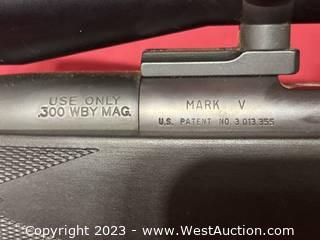 USE ONLY
.300 WBY MAG.
MARK V
U.S. PATENT NO. 3,013,355
Copyright © 2023 - www.WestAuction.com